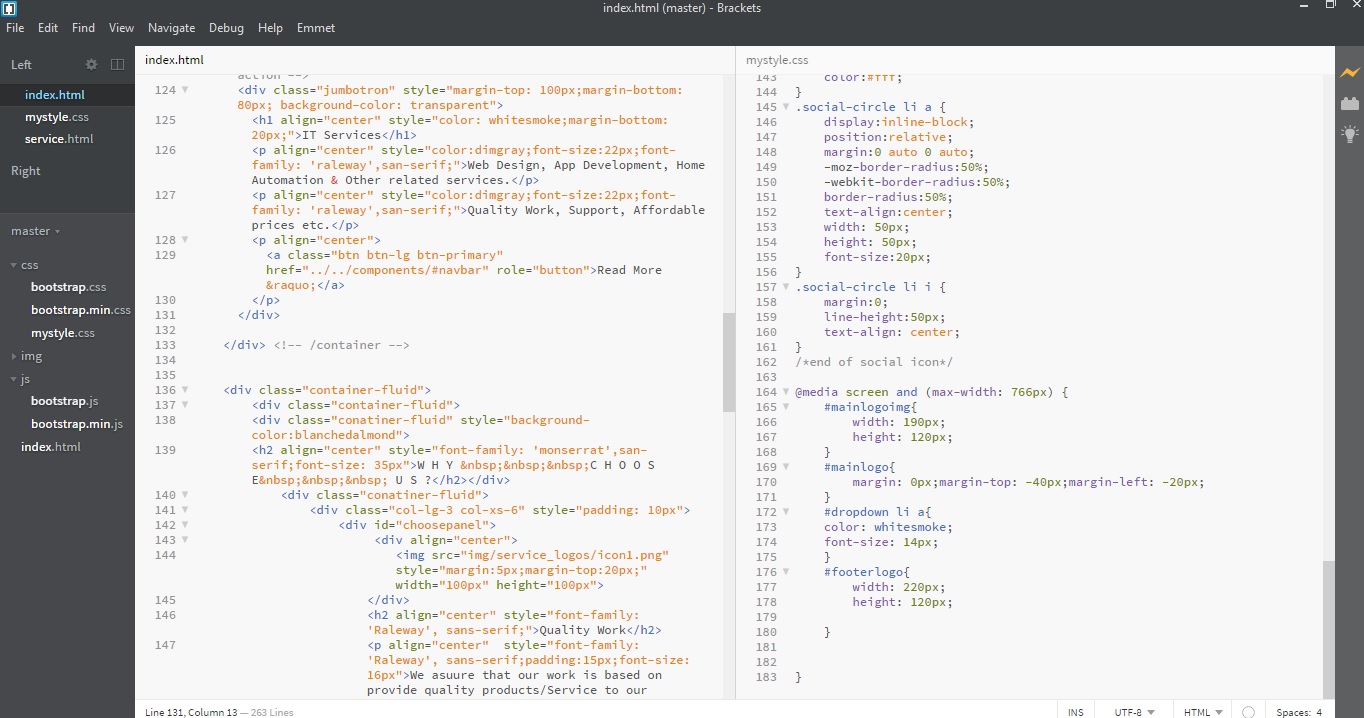 index.html (master) - Brackets
File Edit Find View Navigate Debug Help Emmet
Left
index.html
mystyle.css
service.html
Right
master
css
bootstrap.css
bootstrap.min.css
mystyle.css
img
js
bootstrap.js
bootstrap.min.js
index.html
index.html
action -->
124 <div class="jumbotron" style="margin-top: 100px;margin-bottom:
80px; background-color: transparent">
125 <h1 align="center" style="color: whitesmoke;margin-bottom:
20px;">IT Services</h1>
126 <p align="center" style="color:dimgray;font-size:22px;font-
family: 'raleway',san-serif;">Web Design, App Development, Home
Automation & Other related services.</p>
127 <p align="center" style="color:dimgray;font-size:22px;font-
family: 'raleway',san-serif;">Quality Work, Support, Affordable
prices etc.</p>
128 <p align="center">
129 <a class="btn btn-lg btn-primary"
href="../../components/#navbar" role="button">Read More
&raquo;</a>
130 </p>
131 </div>
132
133 </div> <!-- /container -->
134
135
136 <div class="container-fluid">
137 <div class="container-fluid">
138 <div class="conatiner-fluid" style="background-
color:blanchedalmond">
139 <h2 align="center" style="font-family: 'monserrat',san-
serif;font-size: 35px">W H Y &nbsp;&nbsp;&nbsp;C H O O S
E&nbsp;&nbsp;&nbsp; U S ?</h2></div>
140 <div class="conatiner-fluid">
141 <div class="col-lg-3 col-xs-6" style="padding: 10px">
142 <div id="choosepanel">
143 <div align="center">
144 <img src="img/service_logos/icon1.png"
style="margin:5px;margin-top:20px;"
width="100px" height="100px">
145 </div>
146 <h2 align="center" style="font-family:
'Raleway', sans-serif;">Quality Work</h2>
147 <p align="center"  style="font-family:
'Raleway', sans-serif;padding:15px;font-size:
16px">We asuure that our work is based on
provide quality products/Service to our
mystyle.css
143 color:#fff;
144 }
145 .social-circle li a {
146 display:inline-block;
147 position:relative;
148 margin:0 auto 0 auto;
149 -moz-border-radius:50%;
150 -webkit-border-radius:50%;
151 border-radius:50%;
152 text-align:center;
153 width: 50px;
154 height: 50px;
155 font-size:20px;
156 }
157 .social-circle li i {
158 margin:0;
159 line-height:50px;
160 text-align: center;
161 }
162 /*end of social icon*/
163
164 @media screen and (max-width: 766px) {
165 #mainlogoimg{
166 width: 190px;
167 height: 120px;
168 }
169 #mainlogo{
170 margin: 0px;margin-top: -40px;margin-left: -20px;
171 }
172 #dropdown li a{
173 color: whitesmoke;
174 font-size: 14px;
175 }
176 #footerlogo{
177 width: 220px;
178 height: 120px;
179
180 }
181
182
183 }
Line 131, Column 13 — 263 Lines
INS UTF-8 HTML Spaces: 4